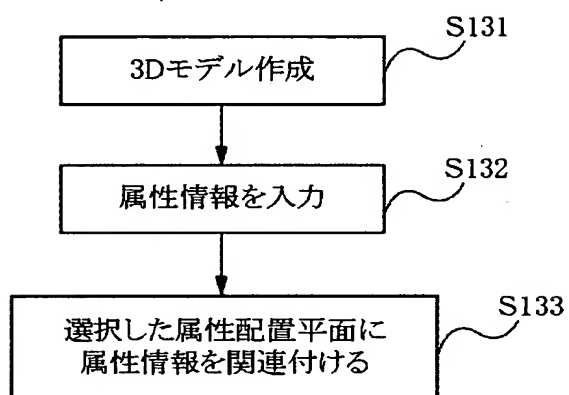 S131
3Dモデル作成
S132
属性情報を入力
S133
選択した属性配置平面に
属性情報を関連付ける